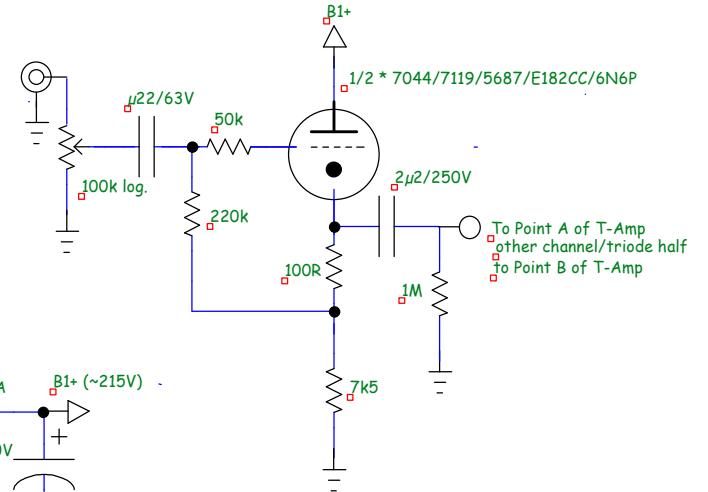 B1+
1/2 * 7044/7119/5687/E182CC/6N6P
µ22/63V
50k
100k log.
2µ2/250V
220k
To Point A of T-Amp
other channel/triode half
to Point B of T-Amp
100R
1M
B1+ (~215V)
7k5
A
+
0V